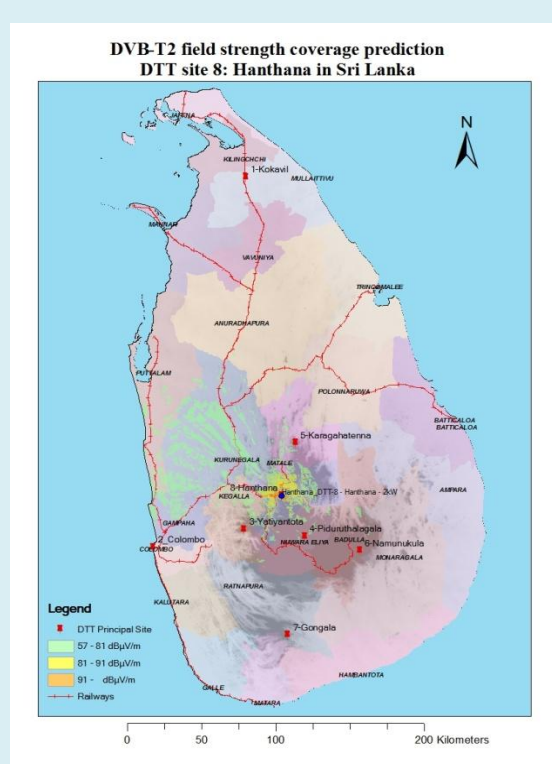 DVB-T2 field strength coverage prediction
DTT site 8: Hanthana in Sri Lanka
N
JAFFNA
KILINGCHCHI
1-Kokavil
MULLAITTIVU
MANNAR
VAVUNIYA
TRINCOMALEE
ANURADHAPURA
PUTTALAM
POLONNARUWA
BATTICALOA
BATTICALOA
5-Karagahatenna
KURUNEGALA
MATALE
8-Hanthana
Hanthana_DTT-8 - Hanthana - 2kW
KEGALLA
AMPARA
GAMPAHA
3-Yatiyantota
4-Piduruthalagala
2_Colombo
COLOMBO
NUWARA ELIYA
BADULLA
6-Namunukula
MONARAGALA
RATNAPURA
KALUTARA
7-Gongala
HAMBANTOTA
GALLE
MATARA
Legend
DTT Principal Site
57 - 81 dBµV/m
81 - 91 dBµV/m
91 - dBµV/m
Railways
0 50 100 200 Kilometers